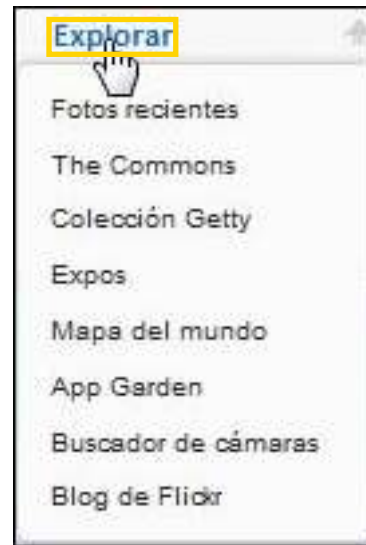 Explorar
Fotos recientes
The Commons
Colección Getty
Expos
Mapa del mundo
App Garden
Buscador de cámaras
Blog de Flickr